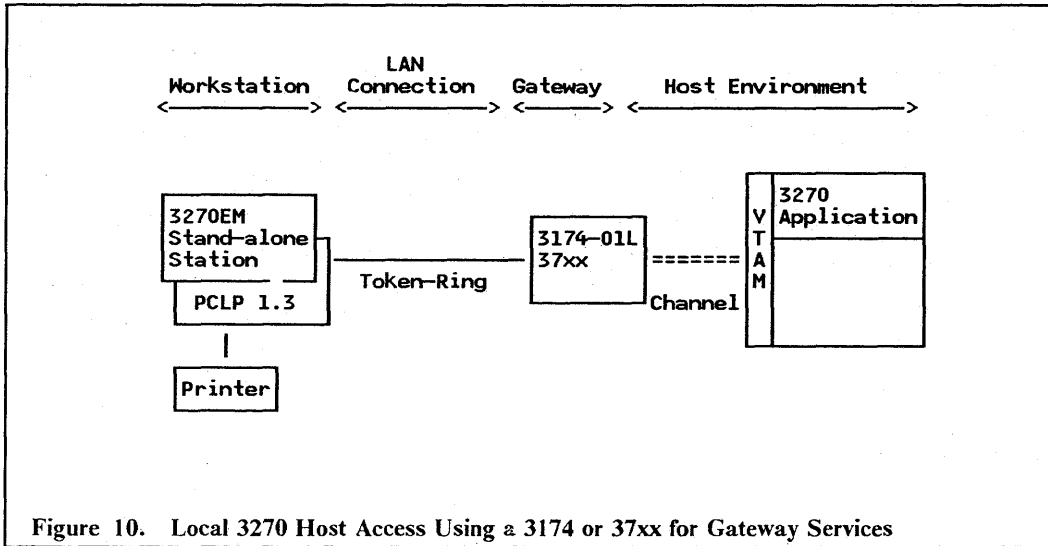 LAN
Workstation Connection Gateway Host Environment
<----------> <----------> <------> <------------------>
3270EM
Stand-alone
Station
PCLP 1.3
Printer
Token-Ring
3174-01L
37xx
=======
Channel
VTAM
3270
Application
Figure 10. Local 3270 Host Access Using a 3174 or 37xx for Gateway Services